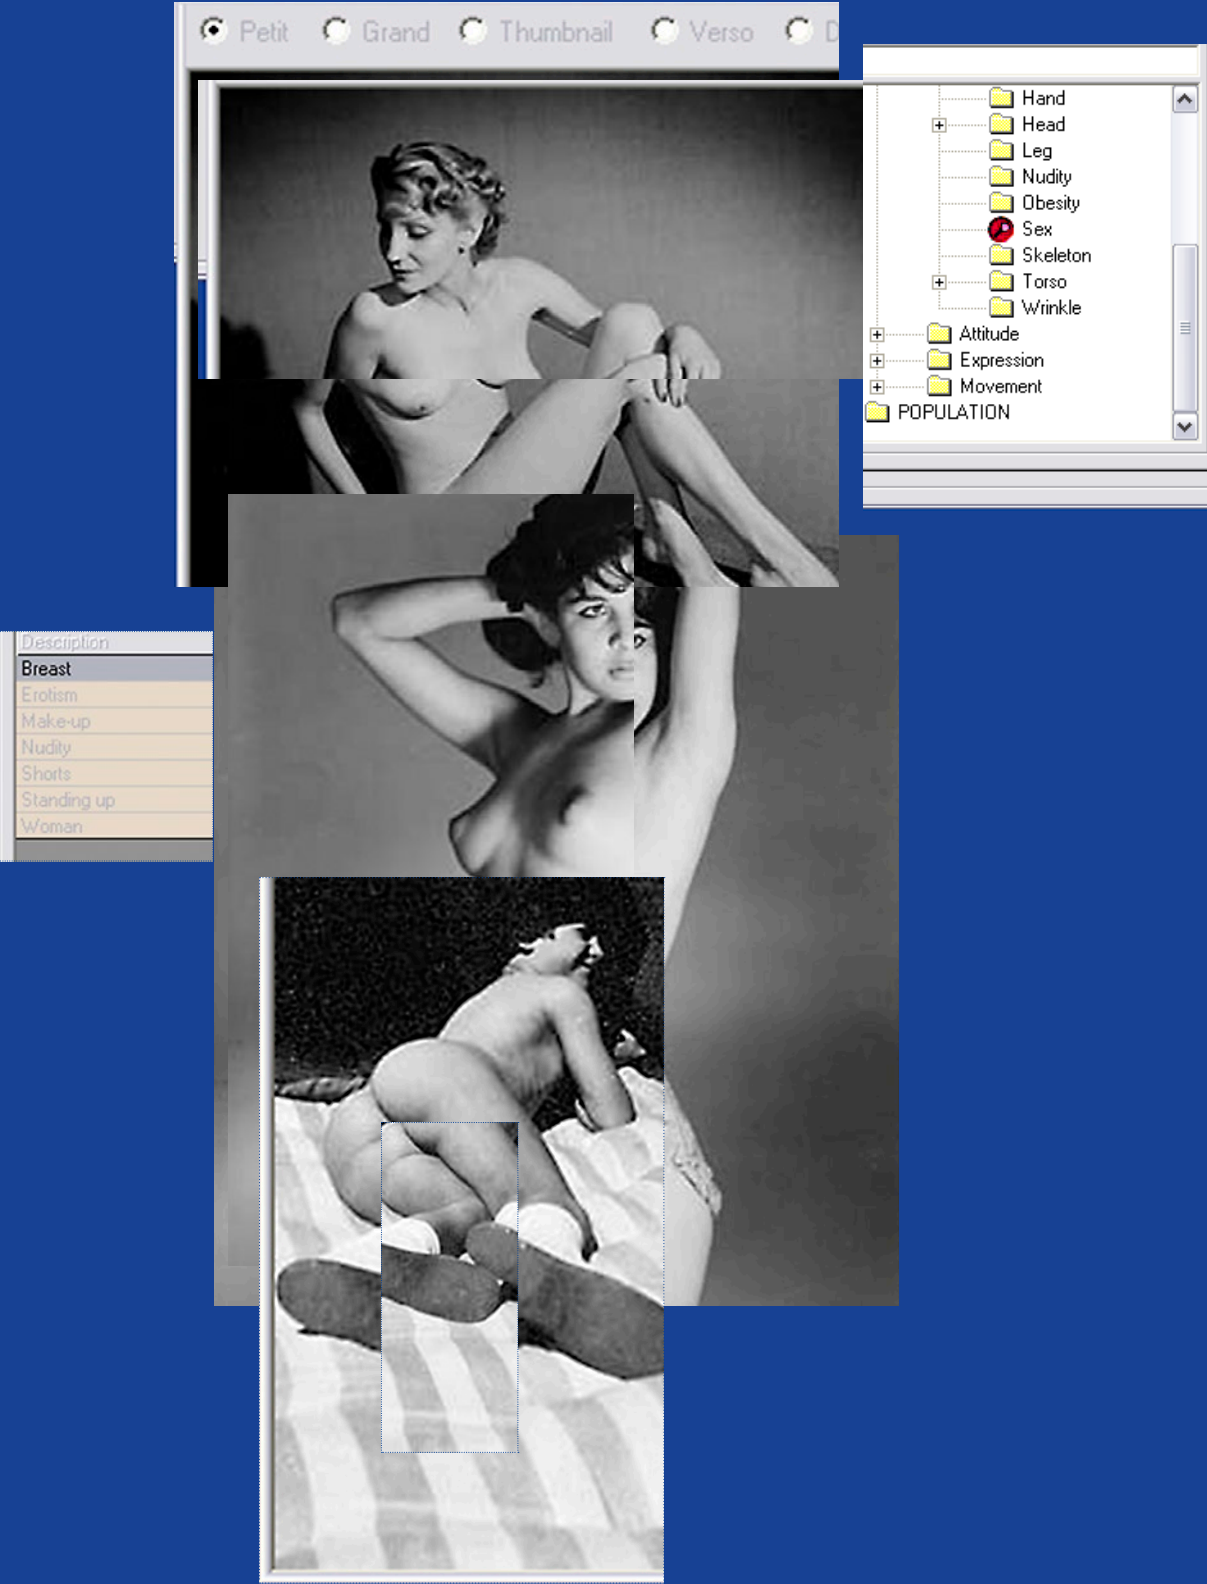 Petit Grand Thumbnail Verso D
Hand
Head
Leg
Nudity
Obesity
Sex
Skeleton
Torso
Wrinkle
Attitude
Expression
Movement
POPULATION
Description
Breast
Erotism
Make-up
Nudity
Shorts
Standing up
Woman